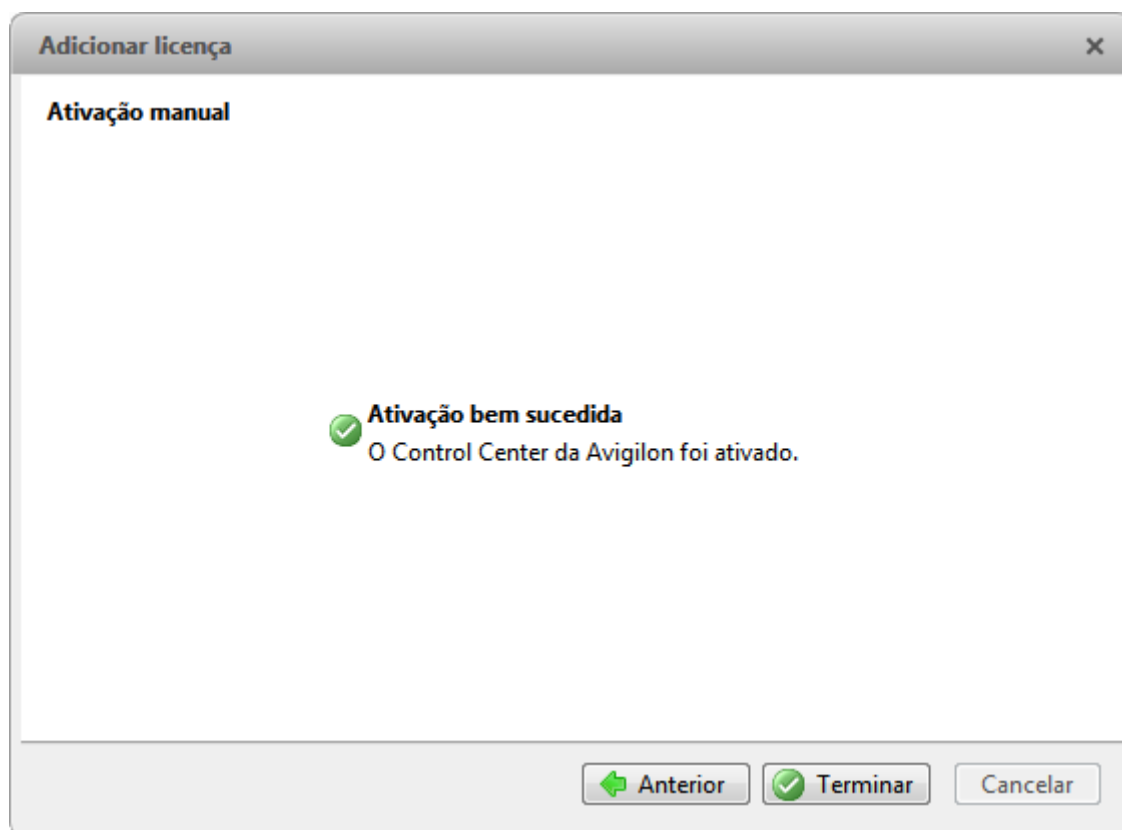 Adicionar licença
Ativação manual
Ativação bem sucedida
O Control Center da Avigilon foi ativado.
Anterior Terminar Cancelar